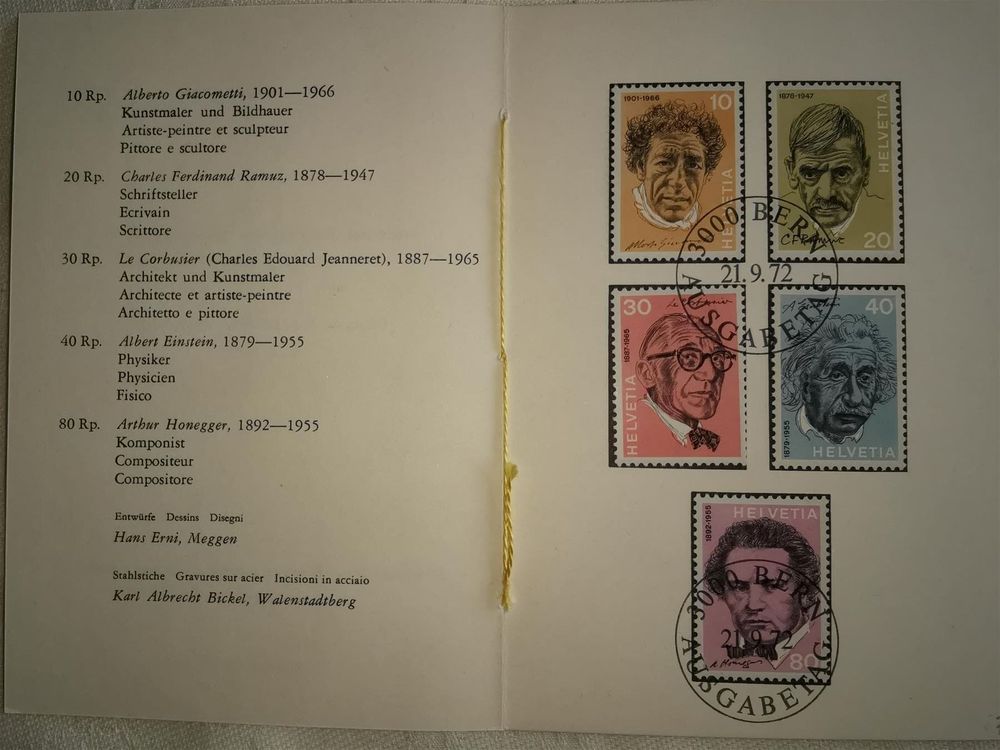 10 Rp. Alberto Giacometti, 1901—1966
Kunstmaler und Bildhauer
Artiste-peintre et sculpteur
Pittore e scultore
20 Rp. Charles Ferdinand Ramuz, 1878—1947
Schriftsteller
Ecrivain
Scrittore
30 Rp. Le Corbusier (Charles Edouard Jeanneret), 1887—1965
Architekt und Kunstmaler
Architecte et artiste-peintre
Architetto e pittore
40 Rp. Albert Einstein, 1879—1955
Physiker
Physicien
Fisico
80 Rp. Arthur Honegger, 1892—1955
Komponist
Compositeur
Compositore
Entwürfe Dessins Disegni
Hans Erni, Meggen
Stahlstiche Gravures sur acier Incisioni in acciaio
Karl Albrecht Bickel, Walenstadtberg
1901-1966 10
HELVETIA
1878-1947
HELVETIA
20
3000 BERN
21.9.72
AUSGABETAG
30 Le Corbusier
1887-1965
HELVETIA
40
1879-1955
HELVETIA
HELVETIA
1892-1955
80
3000 BERN
21.9.72
AUSGABETAG